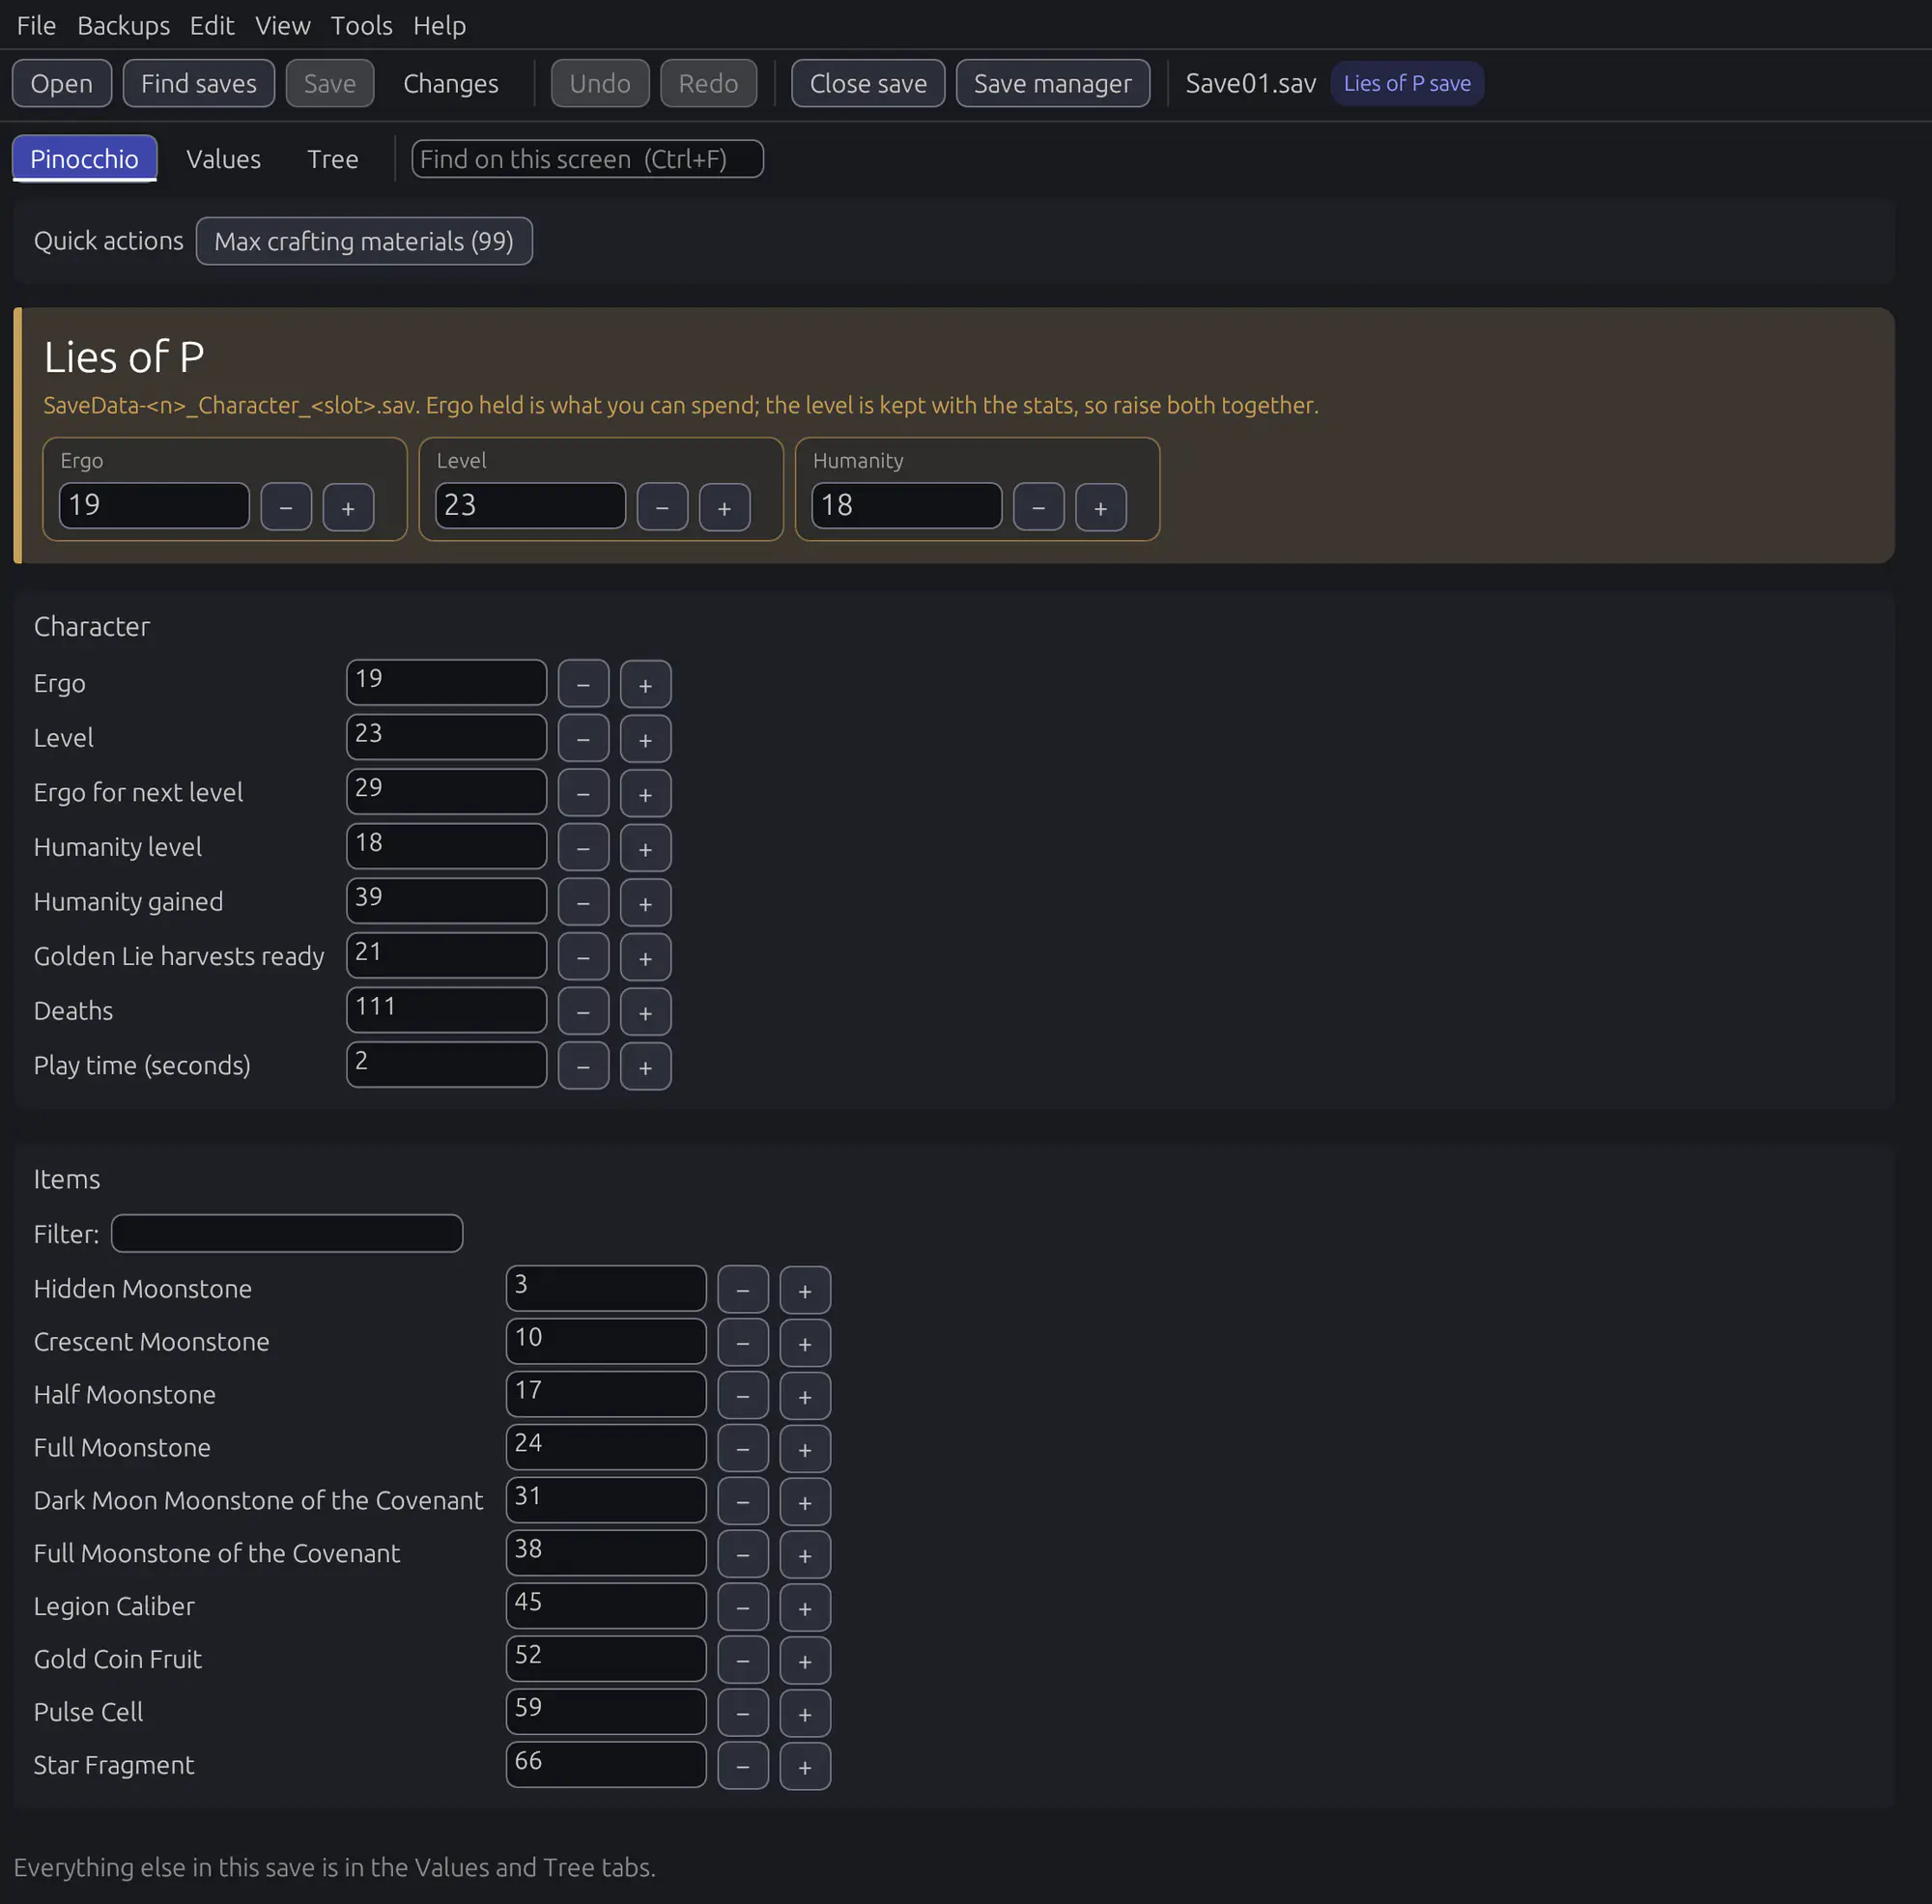 File Backups Edit View Tools Help
Open Find saves Save Changes Undo Redo Close save Save manager Save01.sav Lies of P save
Pinocchio Values Tree Find on this screen (Ctrl+F)
Quick actions Max crafting materials (99)
Lies of P
SaveData-<n>_Character_<slot>.sav. Ergo held is what you can spend; the level is kept with the stats, so raise both together.
Ergo Level Humanity
19 − + 23 − + 18 − +
Character
Ergo 19 − +
Level 23 − +
Ergo for next level 29 − +
Humanity level 18 − +
Humanity gained 39 − +
Golden Lie harvests ready 21 − +
Deaths 111 − +
Play time (seconds) 2 − +
Items
Filter:
Hidden Moonstone 3 − +
Crescent Moonstone 10 − +
Half Moonstone 17 − +
Full Moonstone 24 − +
Dark Moon Moonstone of the Covenant 31 − +
Full Moonstone of the Covenant 38 − +
Legion Caliber 45 − +
Gold Coin Fruit 52 − +
Pulse Cell 59 − +
Star Fragment 66 − +
Everything else in this save is in the Values and Tree tabs.